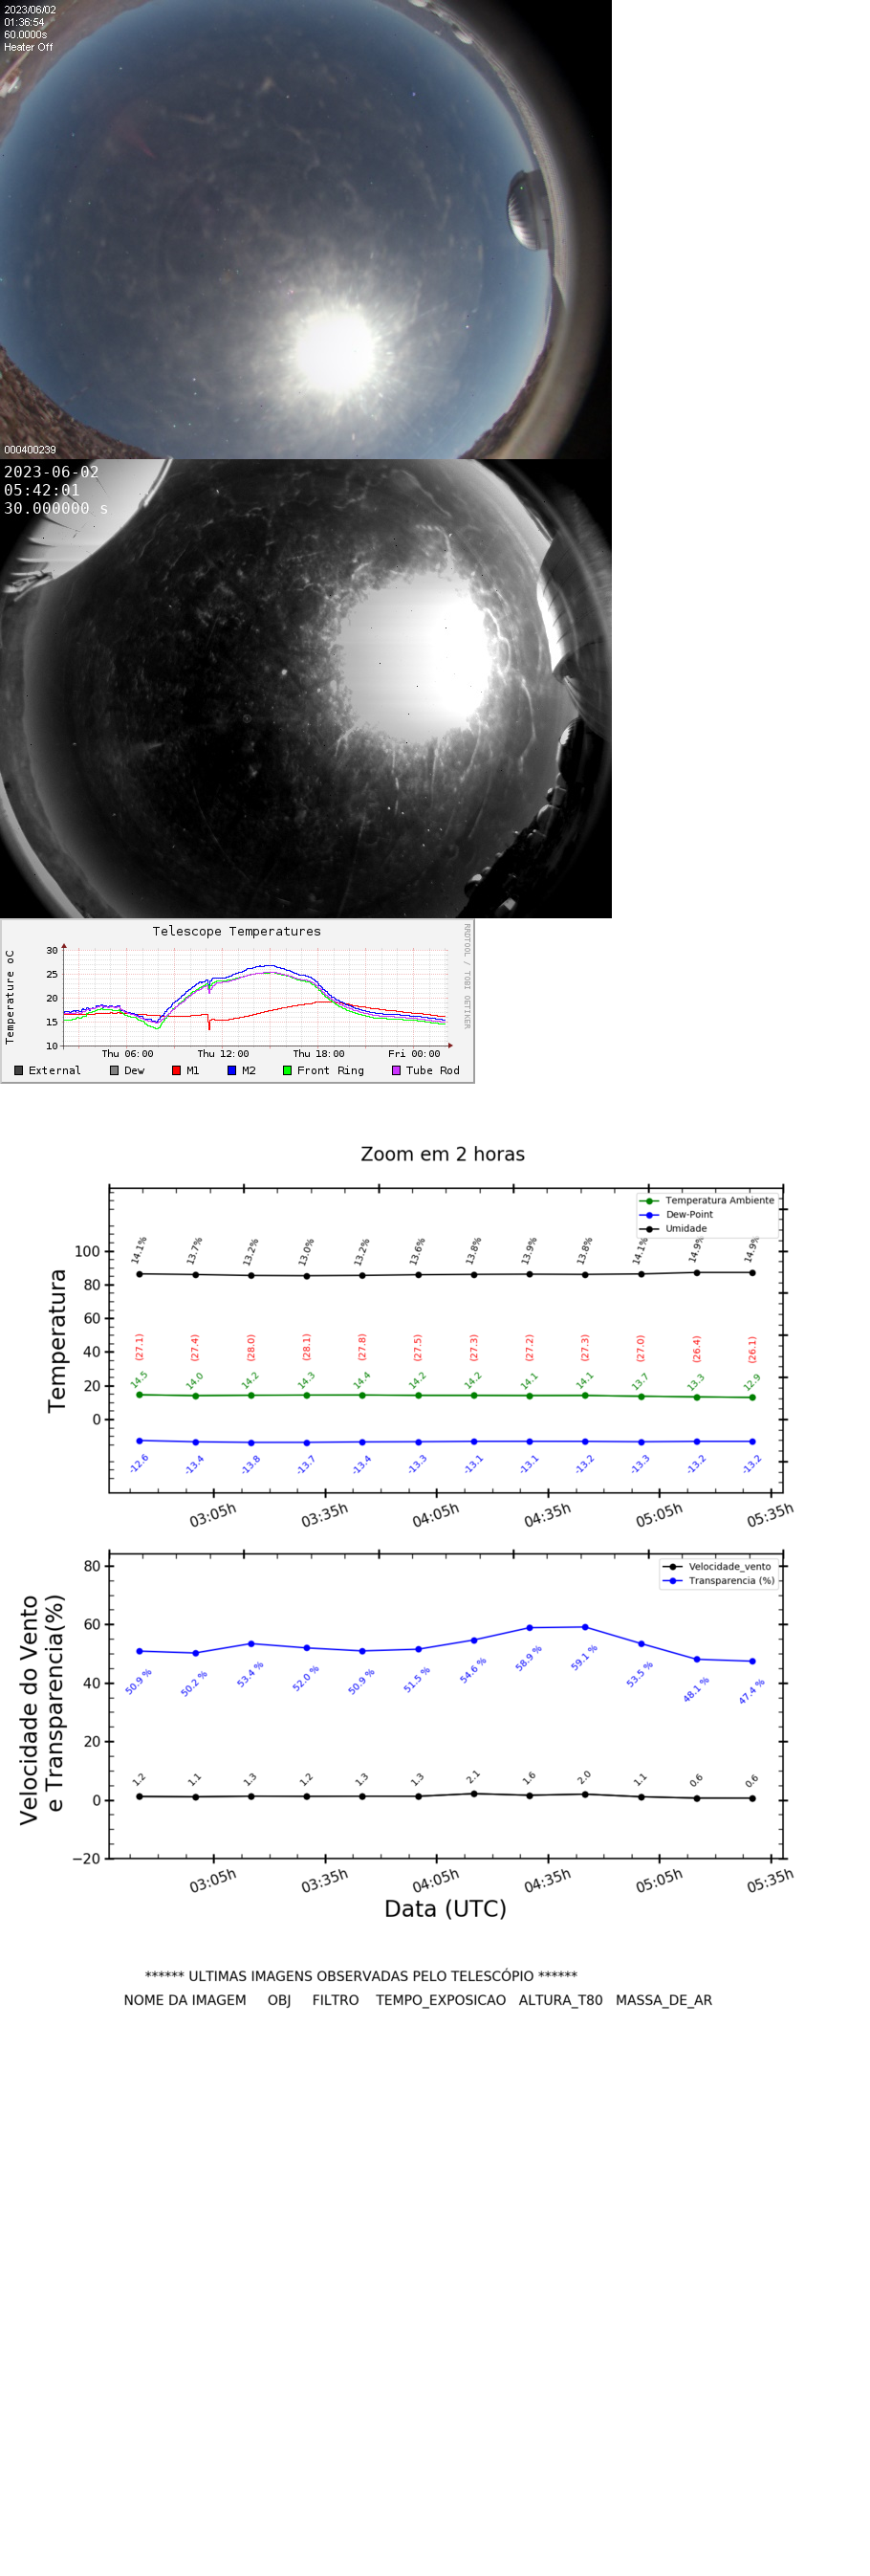 2023/06/02
01:36:54
60.0000s
Heater Off
000400239
2023-06-02
05:42:01
30.000000 s
Telescope Temperatures
RRDTOOL / TOBI OETIKER
Temperature oC
30
25
20
15
10
Thu 06:00 Thu 12:00 Thu 18:00 Fri 00:00
External Dew M1 M2 Front Ring Tube Rod
Zoom em 2 horas
Temperatura Ambiente
Dew-Point
Umidade
Temperatura
100
80
60
40
20
0
14.1% 13.7% 13.2% 13.0% 13.2% 13.6% 13.8% 13.9% 13.8% 14.1% 14.9% 14.9%
(27.1) (27.4) (28.0) (28.1) (27.8) (27.5) (27.3) (27.2) (27.3) (27.0) (26.4) (26.1)
14.5 14.0 14.2 14.3 14.4 14.2 14.2 14.1 14.1 13.7 13.3 12.9
-12.6 -13.4 -13.8 -13.7 -13.4 -13.3 -13.1 -13.1 -13.2 -13.3 -13.2 -13.2
03:05h 03:35h 04:05h 04:35h 05:05h 05:35h
Velocidade_vento
Transparencia (%)
Velocidade do Vento
e Transparencia(%)
80
60
40
20
0
−20
50.9 % 50.2 % 53.4 % 52.0 % 50.9 % 51.5 % 54.6 % 58.9 % 59.1 % 53.5 % 48.1 % 47.4 %
1.2 1.1 1.3 1.2 1.3 1.3 2.1 1.6 2.0 1.1 0.6 0.6
03:05h 03:35h 04:05h 04:35h 05:05h 05:35h
Data (UTC)
****** ULTIMAS IMAGENS OBSERVADAS PELO TELESCÓPIO ******
NOME DA IMAGEM OBJ FILTRO TEMPO_EXPOSICAO ALTURA_T80 MASSA_DE_AR